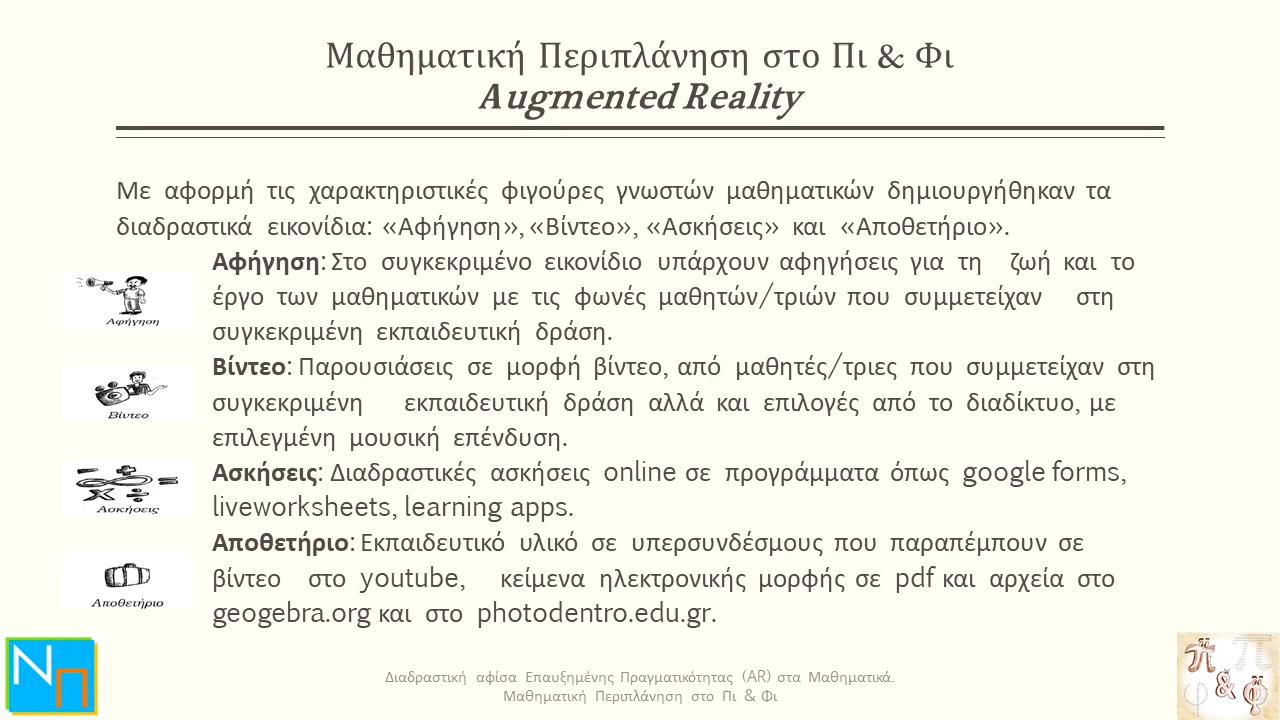 Μαθηματική Περιπλάνηση στο Πι & Φι
Augmented Reality
Με αφορμή τις χαρακτηριστικές φιγούρες γνωστών μαθηματικών δημιουργήθηκαν τα
διαδραστικά εικονίδια: «Αφήγηση», «Βίντεο», «Ασκήσεις» και «Αποθετήριο».
Αφήγηση: Στο συγκεκριμένο εικονίδιο υπάρχουν αφηγήσεις για τη ζωή και το
έργο των μαθηματικών με τις φωνές μαθητών/τριών που συμμετείχαν στη
συγκεκριμένη εκπαιδευτική δράση.
Αφήγηση
Βίντεο: Παρουσιάσεις σε μορφή βίντεο, από μαθητές/τριες που συμμετείχαν στη
συγκεκριμένη εκπαιδευτική δράση αλλά και επιλογές από το διαδίκτυο, με
επιλεγμένη μουσική επένδυση.
Βίντεο
Ασκήσεις: Διαδραστικές ασκήσεις online σε προγράμματα όπως google forms,
liveworksheets, learning apps.
Ασκήσεις
Αποθετήριο: Εκπαιδευτικό υλικό σε υπερσυνδέσμους που παραπέμπουν σε
βίντεο στο youtube, κείμενα ηλεκτρονικής μορφής σε pdf και αρχεία στο
geogebra.org και στο photodentro.edu.gr.
Αποθετήριο
Διαδραστική αφίσα Επαυξημένης Πραγματικότητας (AR) στα Μαθηματικά.
Μαθηματική Περιπλάνηση στο Πι & Φι
ΝΠ
π & φ